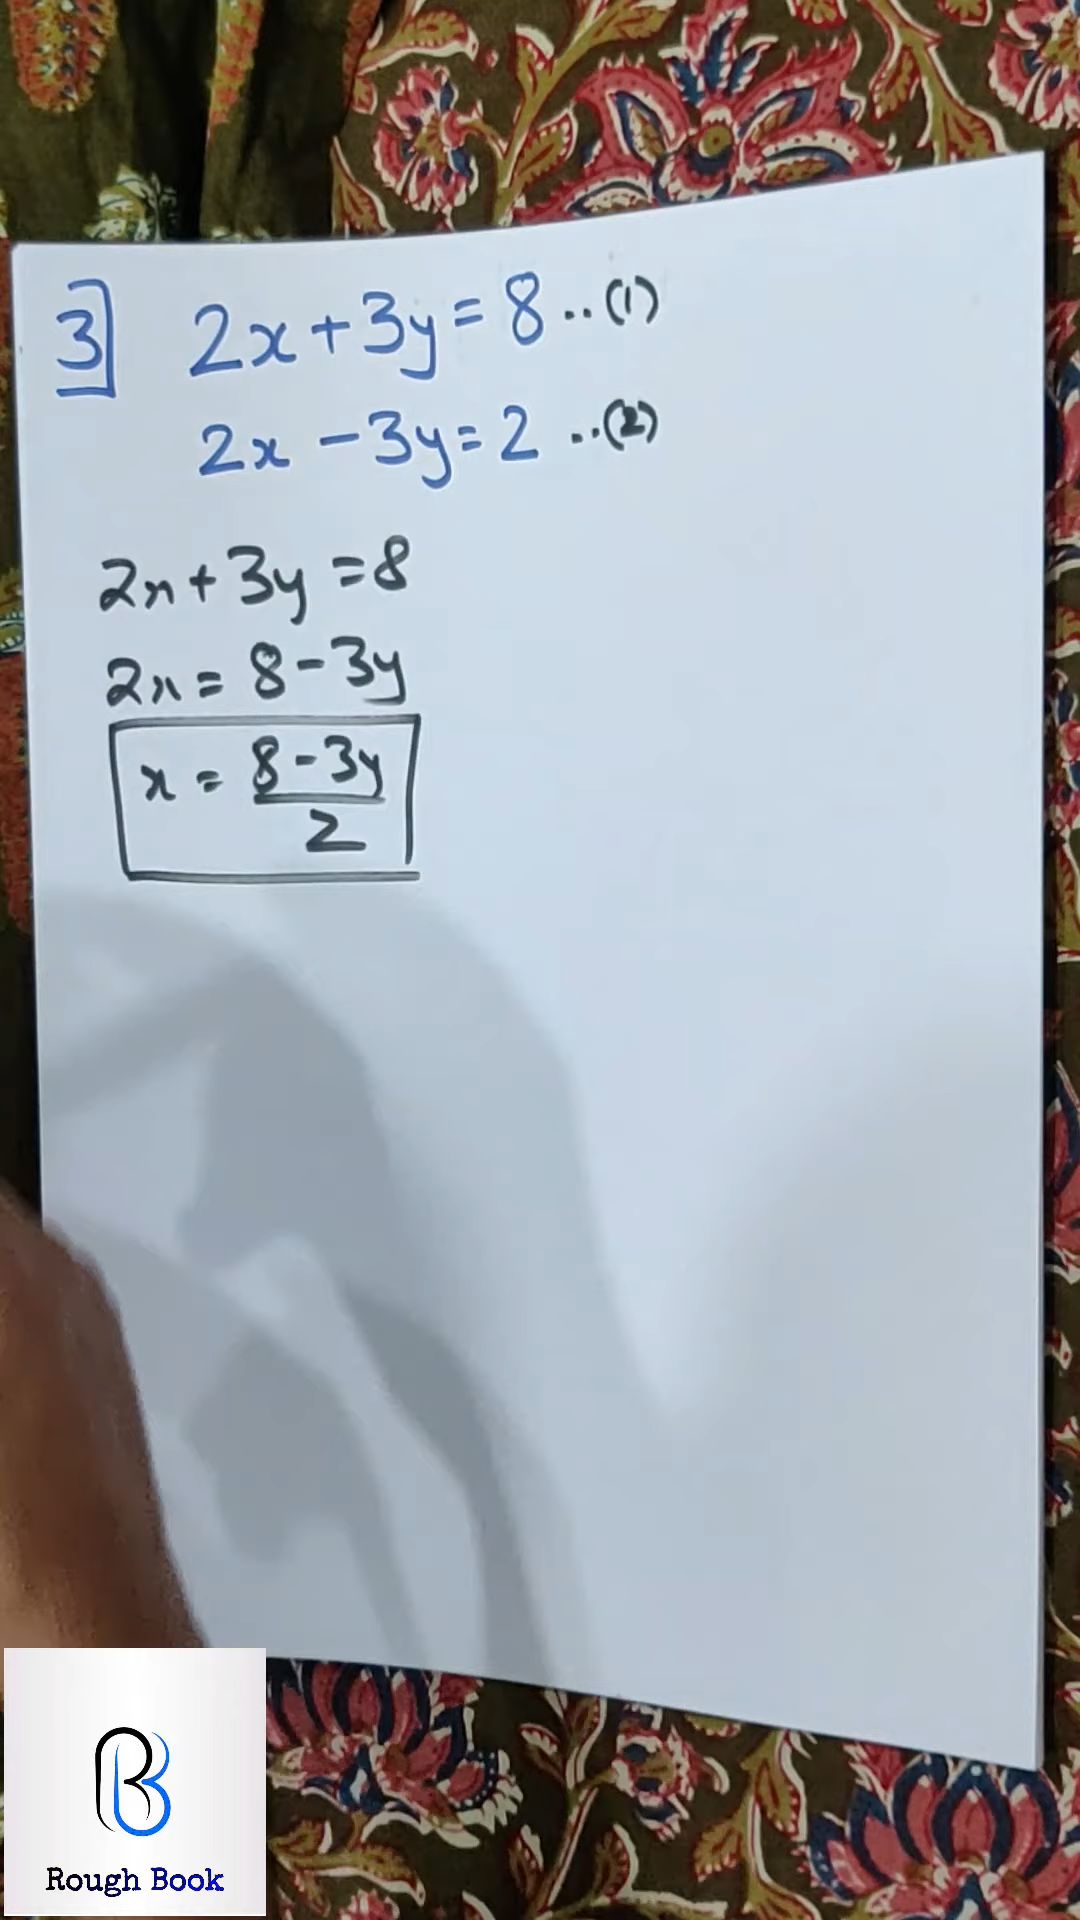 3] 2x+3y=8..(1)
2x-3y=2..(2)
2x+3y=8
2x=8-3y
x=8-3y
2
Rough Book